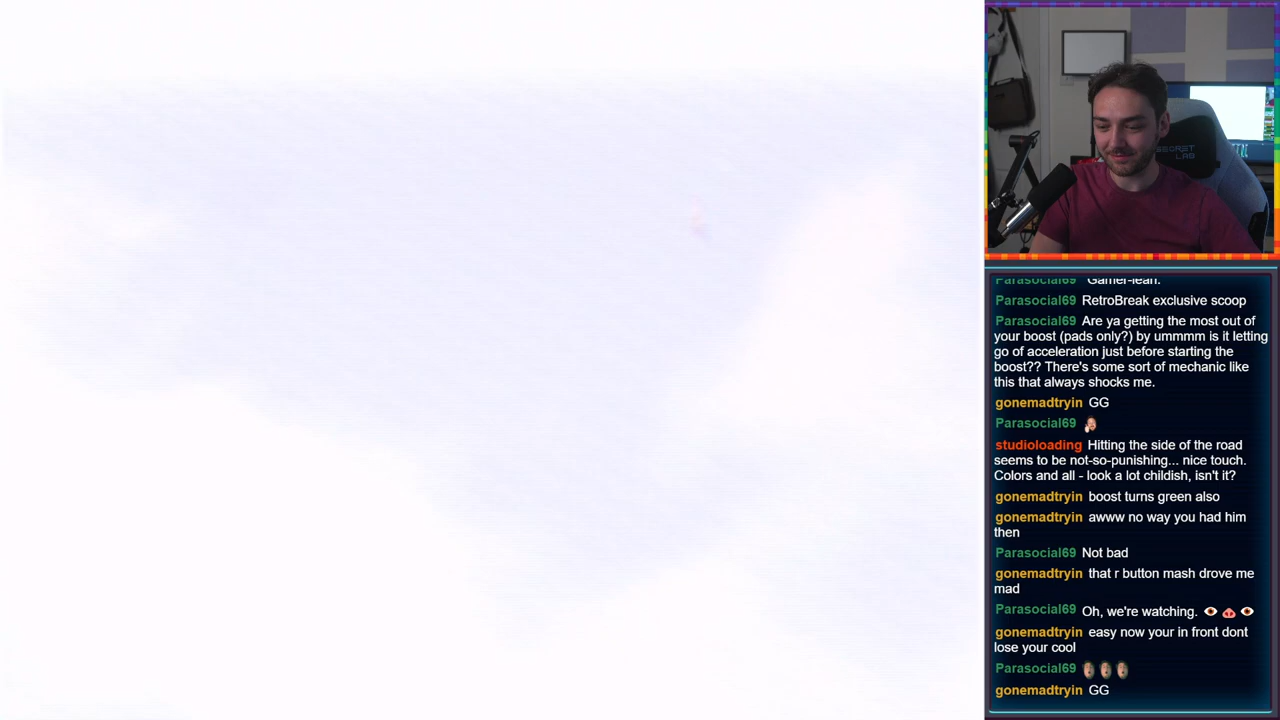 SECRET
LAB
Parasocial69 Gamer-lean.
Parasocial69 RetroBreak exclusive scoop
Parasocial69 Are ya getting the most out of
your boost (pads only?) by ummmm is it letting
go of acceleration just before starting the
boost?? There's some sort of mechanic like
this that always shocks me.
gonemadtryin GG
Parasocial69
studioloading Hitting the side of the road
seems to be not-so-punishing... nice touch.
Colors and all - look a lot childish, isn't it?
gonemadtryin boost turns green also
gonemadtryin awww no way you had him
then
Parasocial69 Not bad
gonemadtryin that r button mash drove me
mad
Parasocial69 Oh, we're watching. 👁️ 🐽 👁️
gonemadtryin easy now your in front dont
lose your cool
Parasocial69
gonemadtryin GG